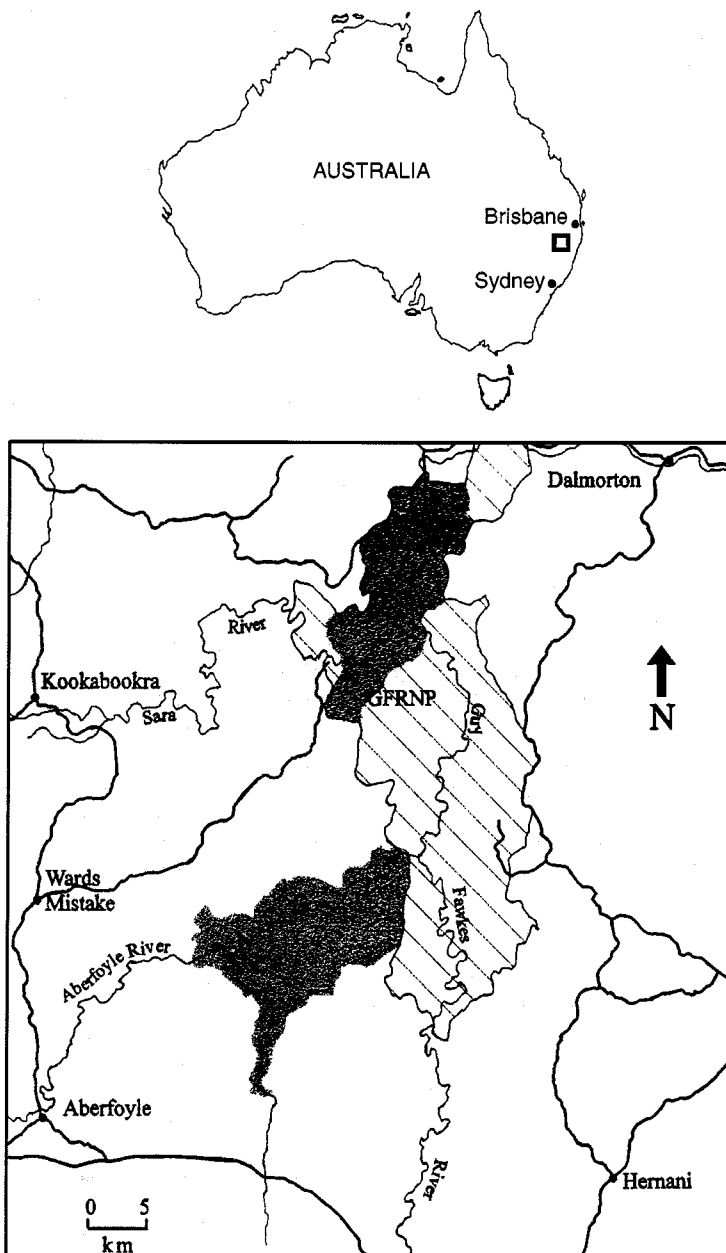 AUSTRALIA
Brisbane
Sydney
Dalmorton
River
Kookabookra
Sara
GFRNP
Guy
N
Wards
Mistake
Fawkes
Aberfoyle River
Aberfoyle
River
Hernani
0 5
km